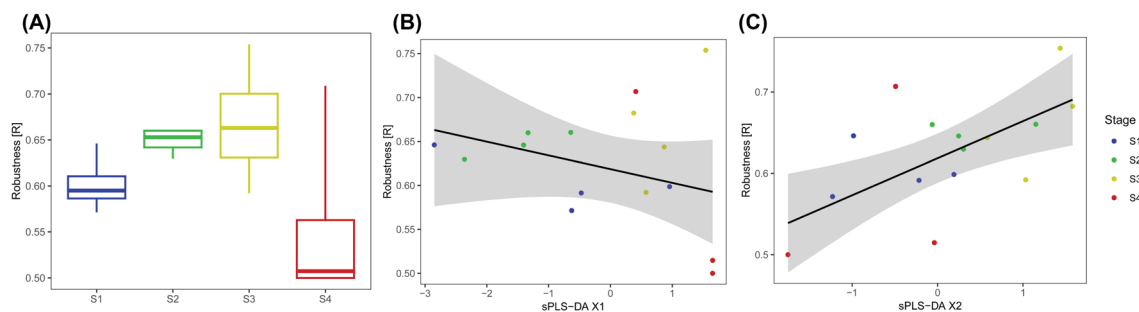 (A)
(B)
(C)
Robustness [R]
0.75
0.70
0.65
0.60
0.55
0.50
S1
S2
S3
S4
Robustness [R]
0.75
0.70
0.65
0.60
0.55
0.50
−3
−2
−1
0
1
sPLS−DA X1
Robustness [R]
0.7
0.6
0.5
−1
0
1
sPLS−DA X2
Stage
S1
S2
S3
S4